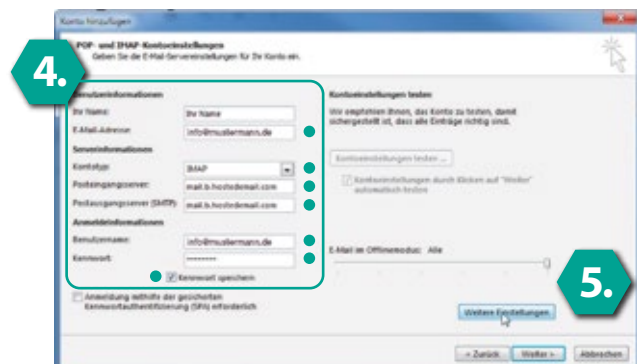 Konto hinzufügen
POP- und IMAP-Kontoeinstellungen
Geben Sie die E-Mail-Servereinstellungen für Ihr Konto ein.
4.
Benutzerinformationen
Ihr Name: Ihr Name
E-Mail-Adresse: info@mustermann.de
Serverinformationen
Kontotyp: IMAP
Posteingangsserver: mail.b.hostedemail.com
Postausgangsserver (SMTP): mail.b.hostedemail.com
Anmeldeinformationen
Benutzername: info@mustermann.de
Kennwort: ********
Kennwort speichern
Anmeldung mithilfe der gesicherten
Kennwortauthentifizierung (SPA) erforderlich
Kontoeinstellungen testen
Wir empfehlen Ihnen, das Konto zu testen, damit
sichergestellt ist, dass alle Einträge richtig sind.
Kontoeinstellungen testen ...
Kontoeinstellungen durch Klicken auf "Weiter"
automatisch testen
E-Mail im Offlinemodus: Alle
5.
Weitere Einstellungen
< Zurück Weiter > Abbrechen